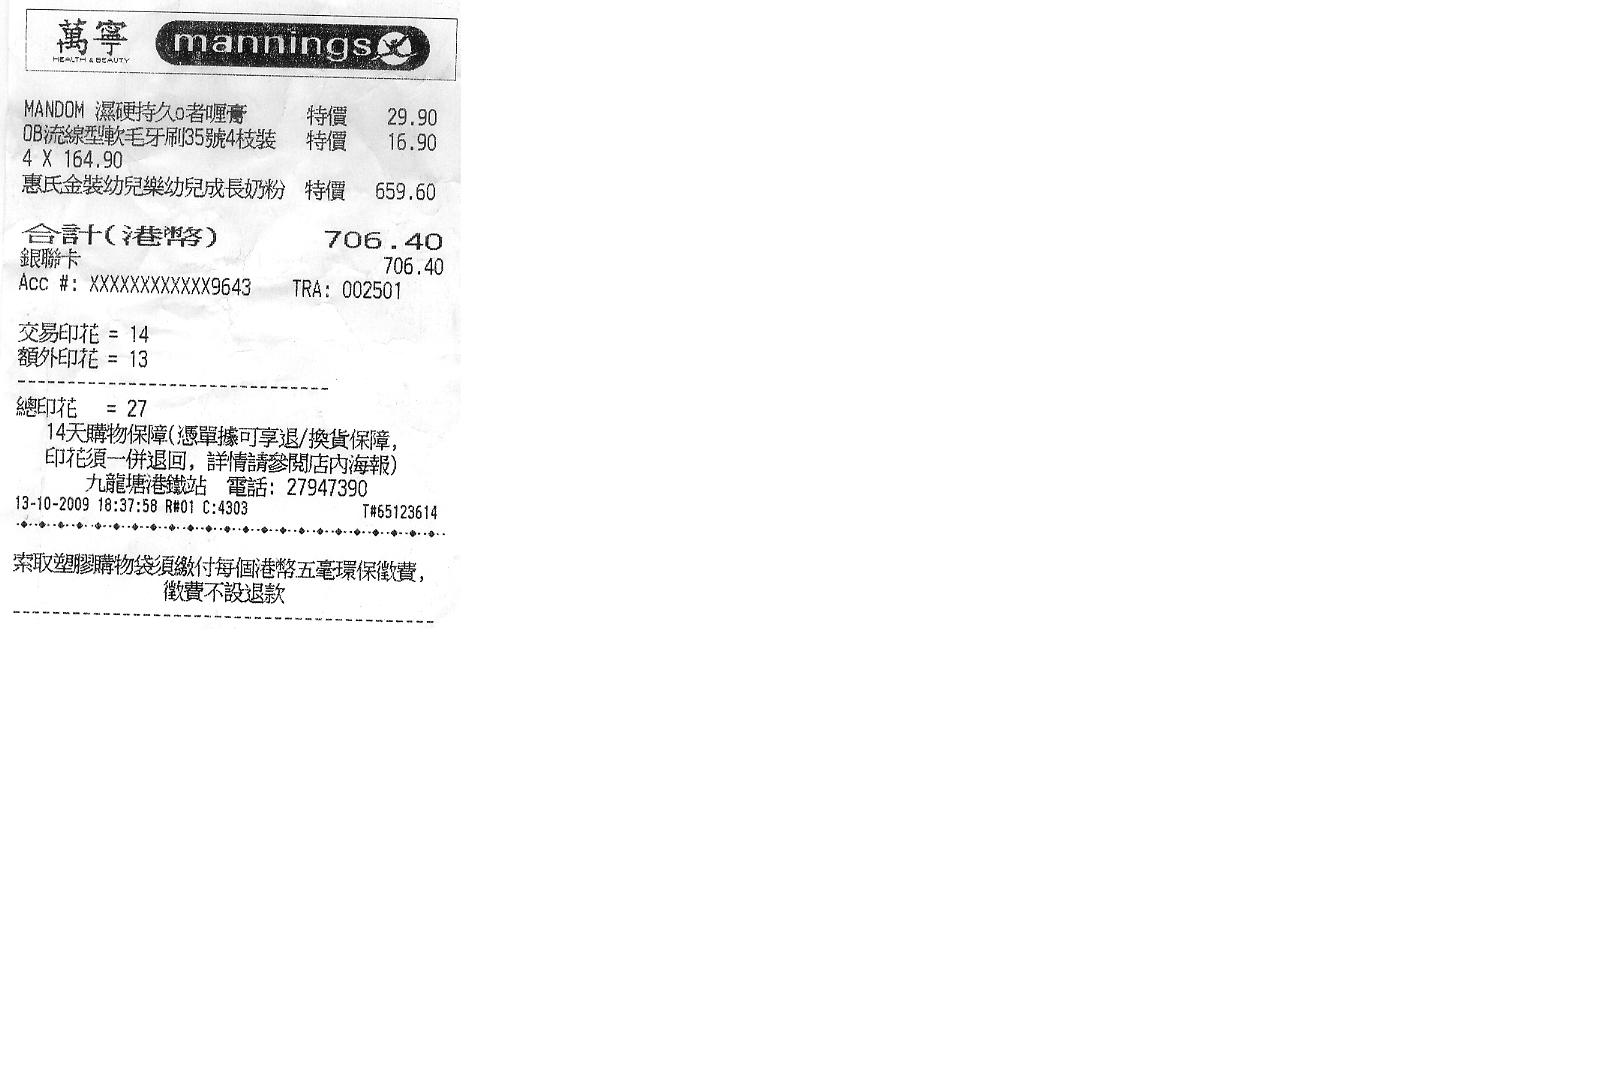 萬寧
HEALTH & BEAUTY
mannings
MANDOM 濕硬持久o者喱膏 特價 29.90
OB流線型軟毛牙刷35號4枝裝 特價 16.90
4 X 164.90
惠氏金裝幼兒樂幼兒成長奶粉 特價 659.60
合計(港幣) 706.40
銀聯卡 706.40
Acc #: XXXXXXXXXXXX9643 TRA: 002501
交易印花 = 14
額外印花 = 13
總印花 = 27
14天購物保障(憑單據可享退/換貨保障,
印花須一併退回, 詳情請參閱店內海報)
九龍塘港鐵站 電話: 27947390
13-10-2009 18:37:58 R#01 C:4303 T#65123614
索取塑膠購物袋須繳付每個港幣五毫環保徵費,
徵費不設退款